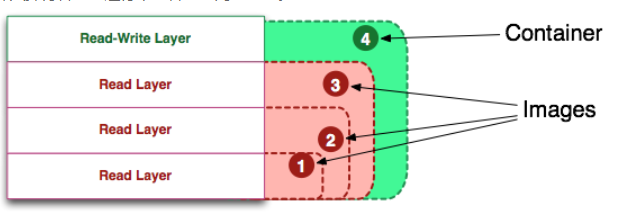 Read-Write Layer
4
Container
Read Layer
3
Images
Read Layer
2
Read Layer
1